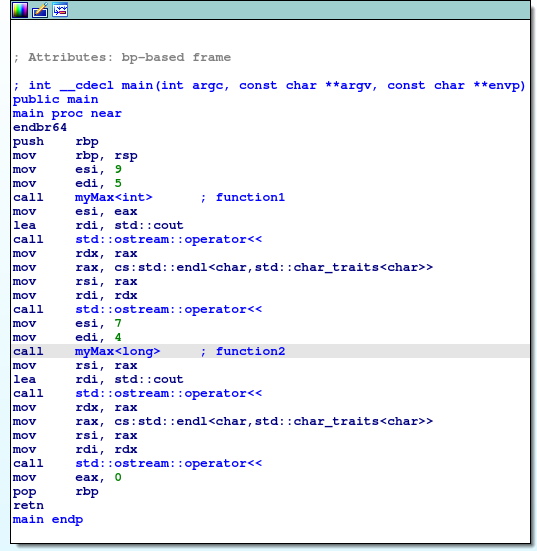 ; Attributes: bp-based frame
; int __cdecl main(int argc, const char **argv, const char **envp)
public main
main proc near
endbr64
push    rbp
mov     rbp, rsp
mov     esi, 9
mov     edi, 5
call    myMax<int>      ; function1
mov     esi, eax
lea     rdi, std::cout
call    std::ostream::operator<<
mov     rdx, rax
mov     rax, cs:std::endl<char,std::char_traits<char>>
mov     rsi, rax
mov     rdi, rdx
call    std::ostream::operator<<
mov     esi, 7
mov     edi, 4
call    myMax<long>     ; function2
mov     rsi, rax
lea     rdi, std::cout
call    std::ostream::operator<<
mov     rdx, rax
mov     rax, cs:std::endl<char,std::char_traits<char>>
mov     rsi, rax
mov     rdi, rdx
call    std::ostream::operator<<
mov     eax, 0
pop     rbp
retn
main endp